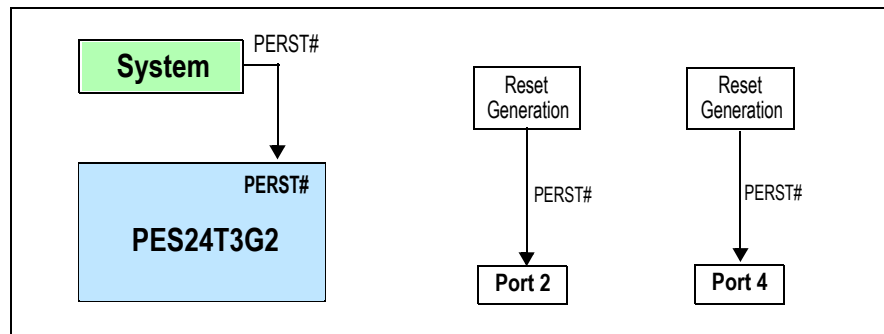 System
PERST#
PERST#
PES24T3G2
Reset
Generation
PERST#
Port 2
Reset
Generation
PERST#
Port 4